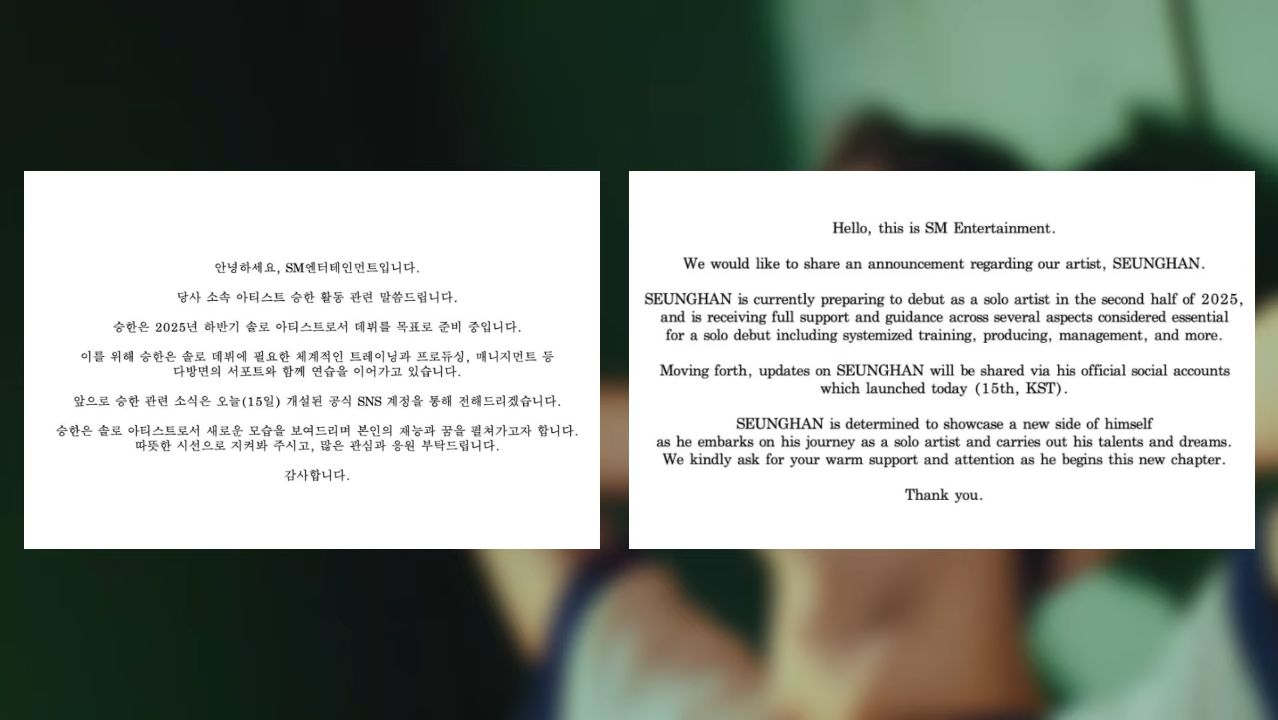 안녕하세요, SM엔터테인먼트입니다.
당사 소속 아티스트 승한 활동 관련 말씀드립니다.
승한은 2025년 하반기 솔로 아티스트로서 데뷔를 목표로 준비 중입니다.
이를 위해 승한은 솔로 데뷔에 필요한 체계적인 트레이닝과 프로듀싱, 매니지먼트 등
다방면의 서포트와 함께 연습을 이어가고 있습니다.
앞으로 승한 관련 소식은 오늘(15일) 개설된 공식 SNS 계정을 통해 전해드리겠습니다.
승한은 솔로 아티스트로서 새로운 모습을 보여드리며 본인의 재능과 꿈을 펼쳐가고자 합니다.
따뜻한 시선으로 지켜봐 주시고, 많은 관심과 응원 부탁드립니다.
감사합니다.
Hello, this is SM Entertainment.
We would like to share an announcement regarding our artist, SEUNGHAN.
SEUNGHAN is currently preparing to debut as a solo artist in the second half of 2025,
and is receiving full support and guidance across several aspects considered essential
for a solo debut including systemized training, producing, management, and more.
Moving forth, updates on SEUNGHAN will be shared via his official social accounts
which launched today (15th, KST).
SEUNGHAN is determined to showcase a new side of himself
as he embarks on his journey as a solo artist and carries out his talents and dreams.
We kindly ask for your warm support and attention as he begins this new chapter.
Thank you.